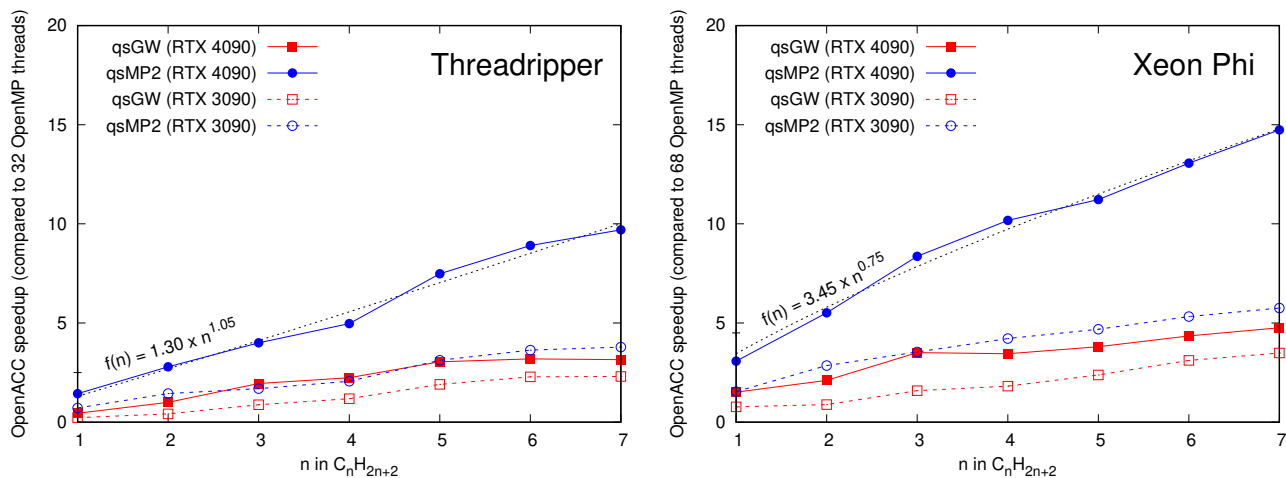 OpenACC speedup (compared to 32 OpenMP threads)
20
15
10
5
0
qsGW (RTX 4090)
qsMP2 (RTX 4090)
qsGW (RTX 3090)
qsMP2 (RTX 3090)
Threadripper
f(n) = 1.30 x n^1.05
1 2 3 4 5 6 7
n in C_nH_2n+2
OpenACC speedup (compared to 68 OpenMP threads)
20
15
10
5
0
qsGW (RTX 4090)
qsMP2 (RTX 4090)
qsGW (RTX 3090)
qsMP2 (RTX 3090)
Xeon Phi
f(n) = 3.45 x n^0.75
1 2 3 4 5 6 7
n in C_nH_2n+2